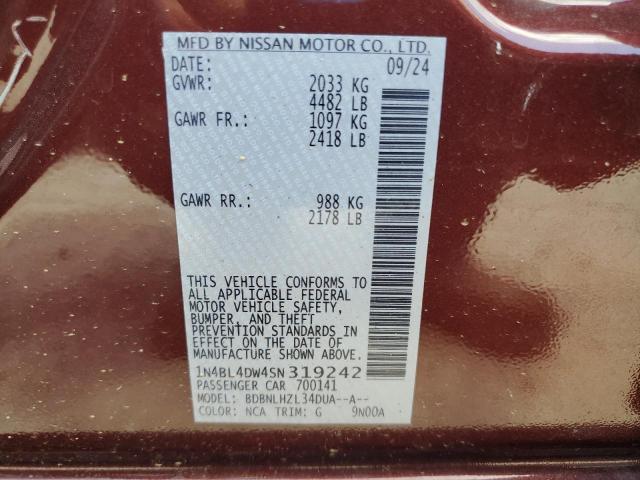 MFD BY NISSAN MOTOR CO., LTD.
DATE: 09/24
GVWR: 2033 KG
4482 LB
GAWR FR.: 1097 KG
2418 LB
GAWR RR.: 988 KG
2178 LB
THIS VEHICLE CONFORMS TO
ALL APPLICABLE FEDERAL
MOTOR VEHICLE SAFETY,
BUMPER, AND THEFT
PREVENTION STANDARDS IN
EFFECT ON THE DATE OF
MANUFACTURE SHOWN ABOVE.
1N4BL4DW4SN319242
PASSENGER CAR 700141
MODEL: BDBNLHZL34DUA--A--
COLOR: NCA TRIM: G 9N00A